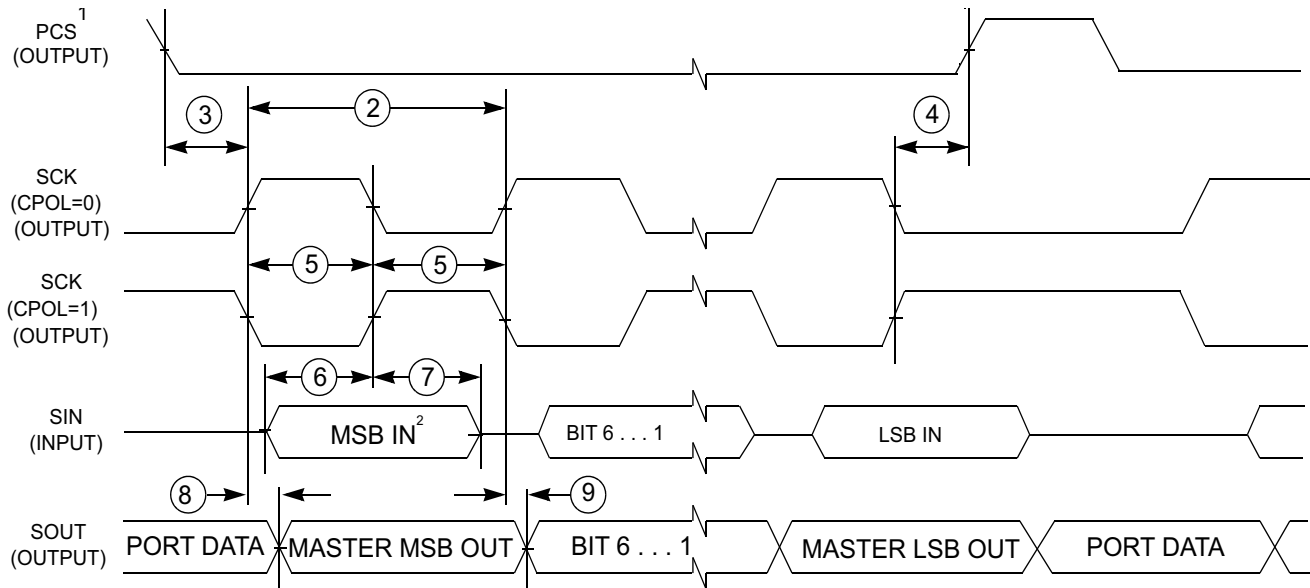 PCS1
(OUTPUT)
3
2
4
SCK
(CPOL=0)
(OUTPUT)
5
5
SCK
(CPOL=1)
(OUTPUT)
6
7
SIN
(INPUT)
MSB IN2
BIT 6 . . . 1
LSB IN
8
9
SOUT
(OUTPUT)
PORT DATA
MASTER MSB OUT
BIT 6 . . . 1
MASTER LSB OUT
PORT DATA